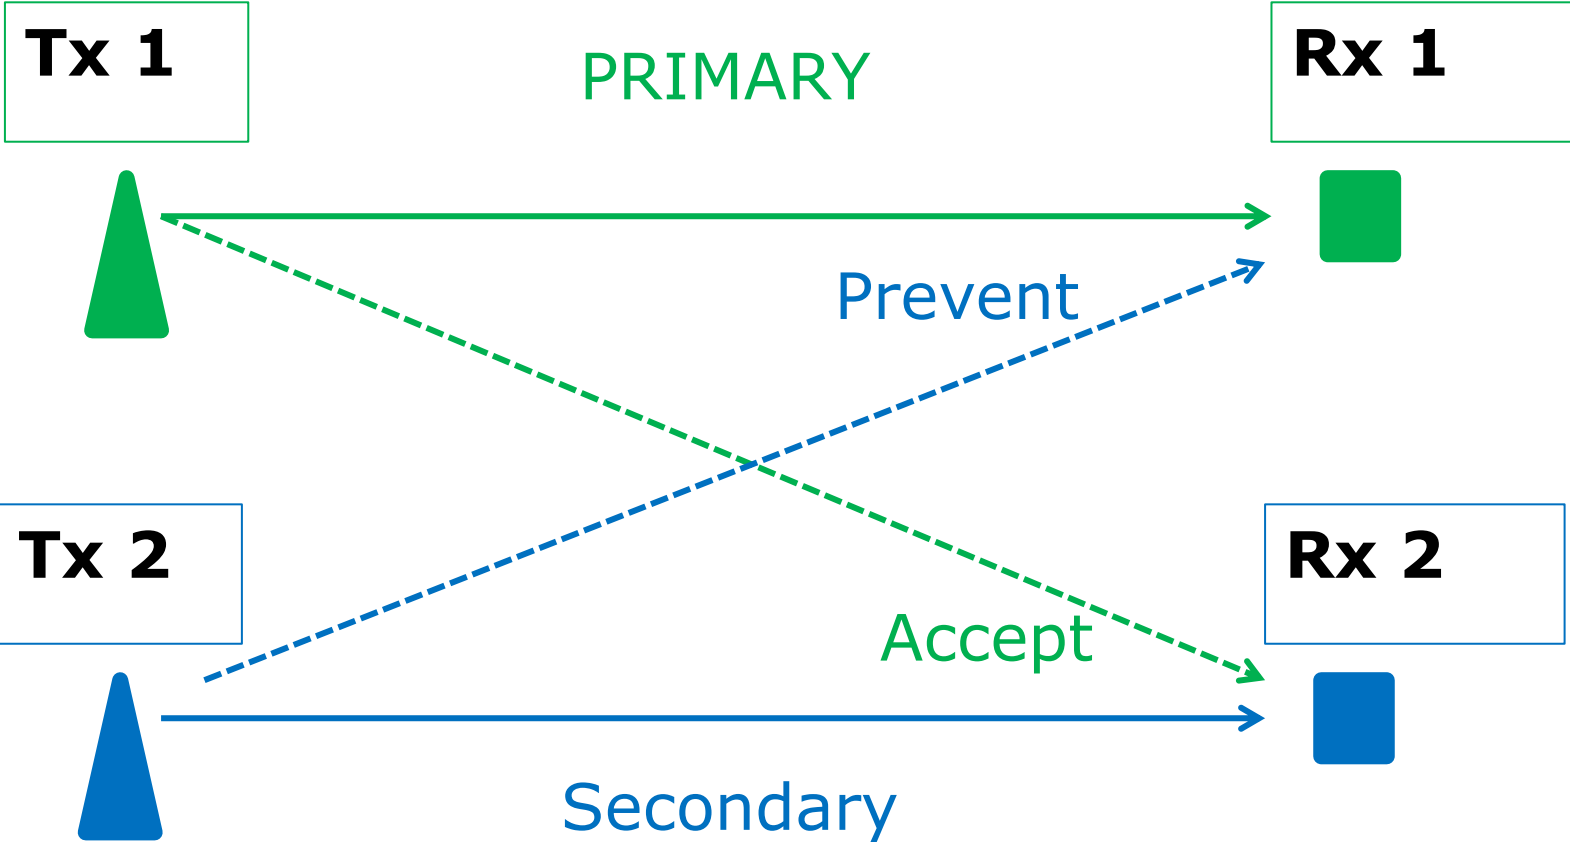 Tx 1
PRIMARY
Rx 1
Prevent
Tx 2
Rx 2
Accept
Secondary